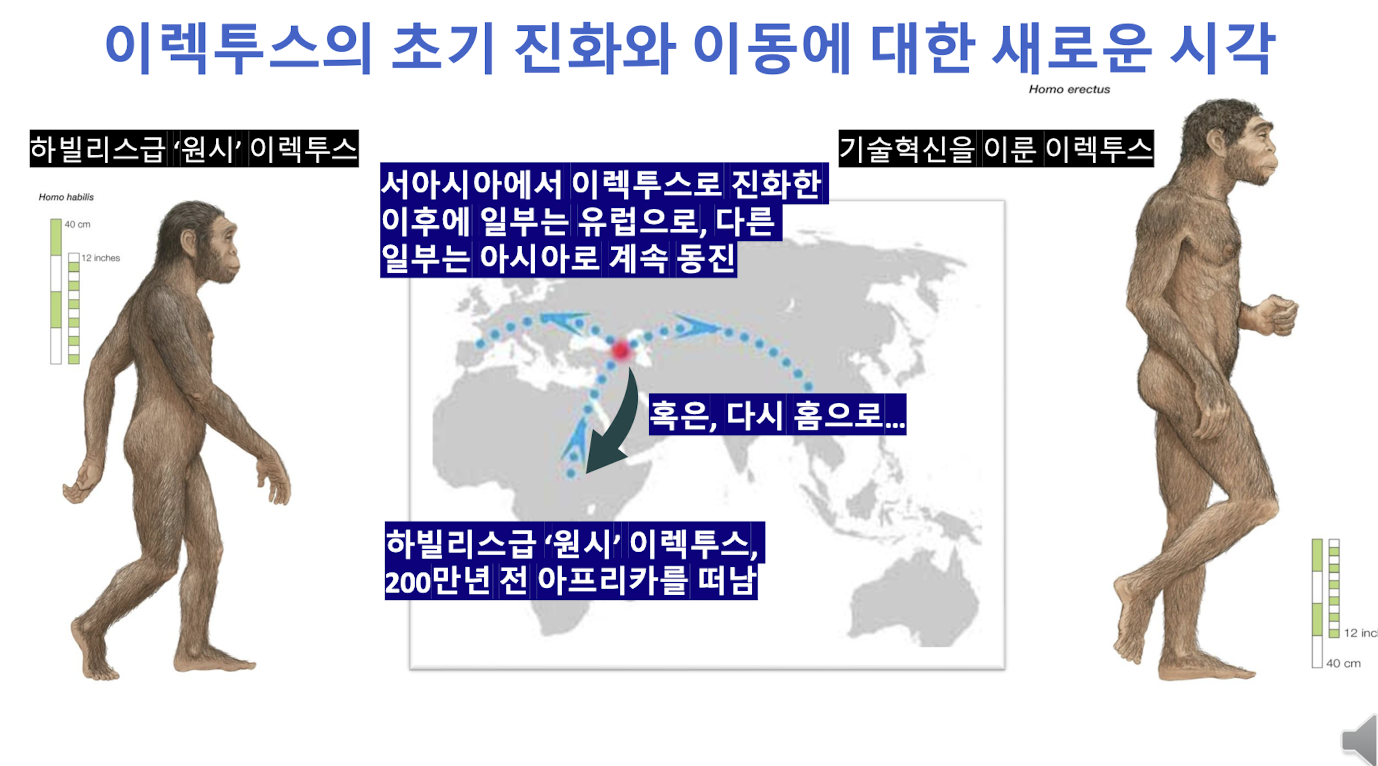 이렉투스의 초기 진화와 이동에 대한 새로운 시각
Homo erectus
하빌리스급 ‘원시’ 이렉투스
기술혁신을 이룬 이렉투스
Homo habilis
40 cm
12 inches
서아시아에서 이렉투스로 진화한
이후에 일부는 유럽으로, 다른
일부는 아시아로 계속 동진
혹은, 다시 홈으로...
하빌리스급 ‘원시’ 이렉투스,
200만년 전 아프리카를 떠남
12 incl
40 cm